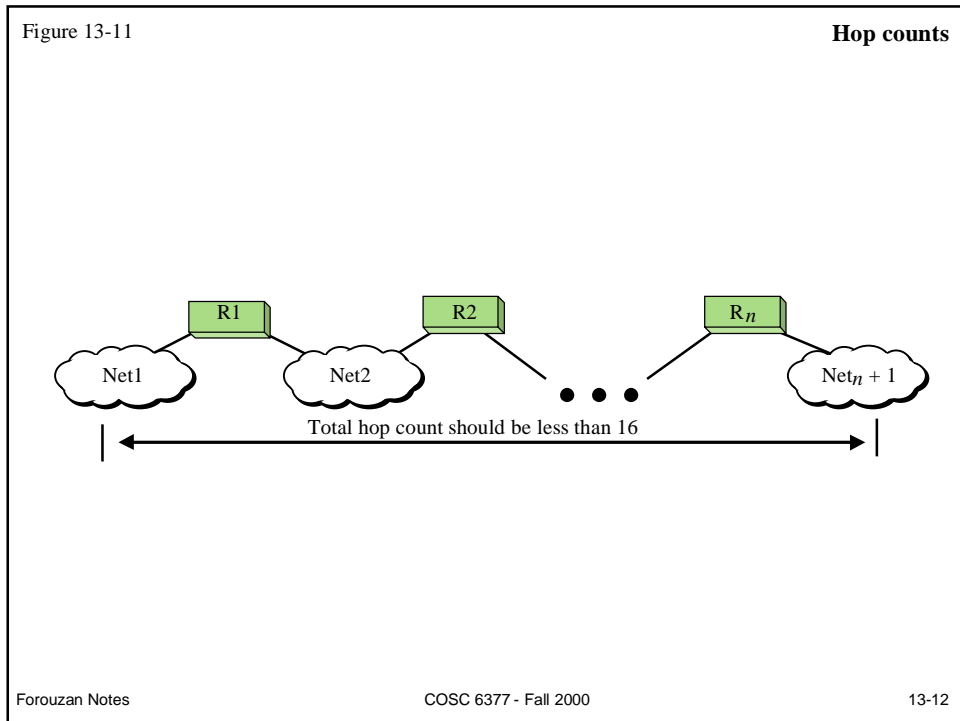 Figure 13-11
Hop counts
R1
R2
Rn
Net1
Net2
Netn + 1
Total hop count should be less than 16
Forouzan Notes
COSC 6377 - Fall 2000
13-12